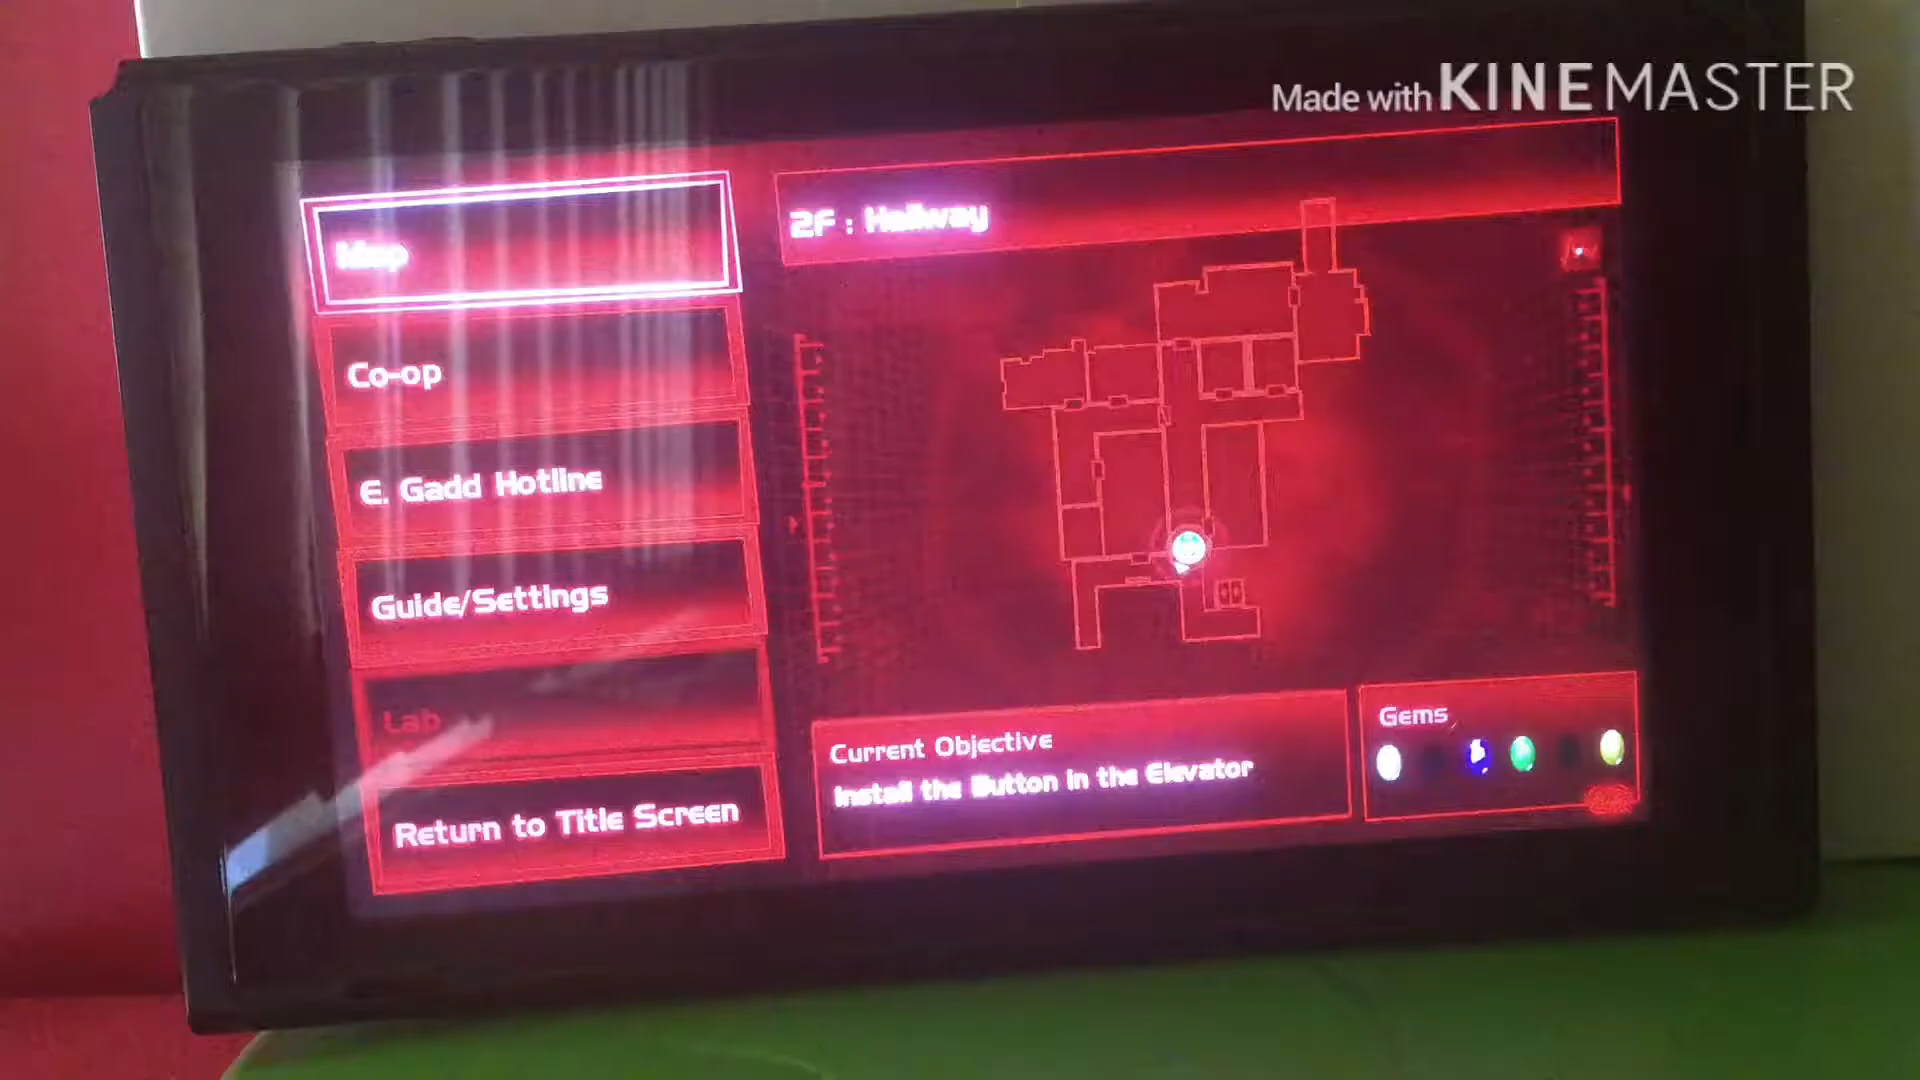 Made with KINEMASTER
Map
Co-op
E. Gadd Hotline
Guide/Settings
Lab
Return to Title Screen
2F : Hallway
Current Objective
Install the Button in the Elevator
Gems